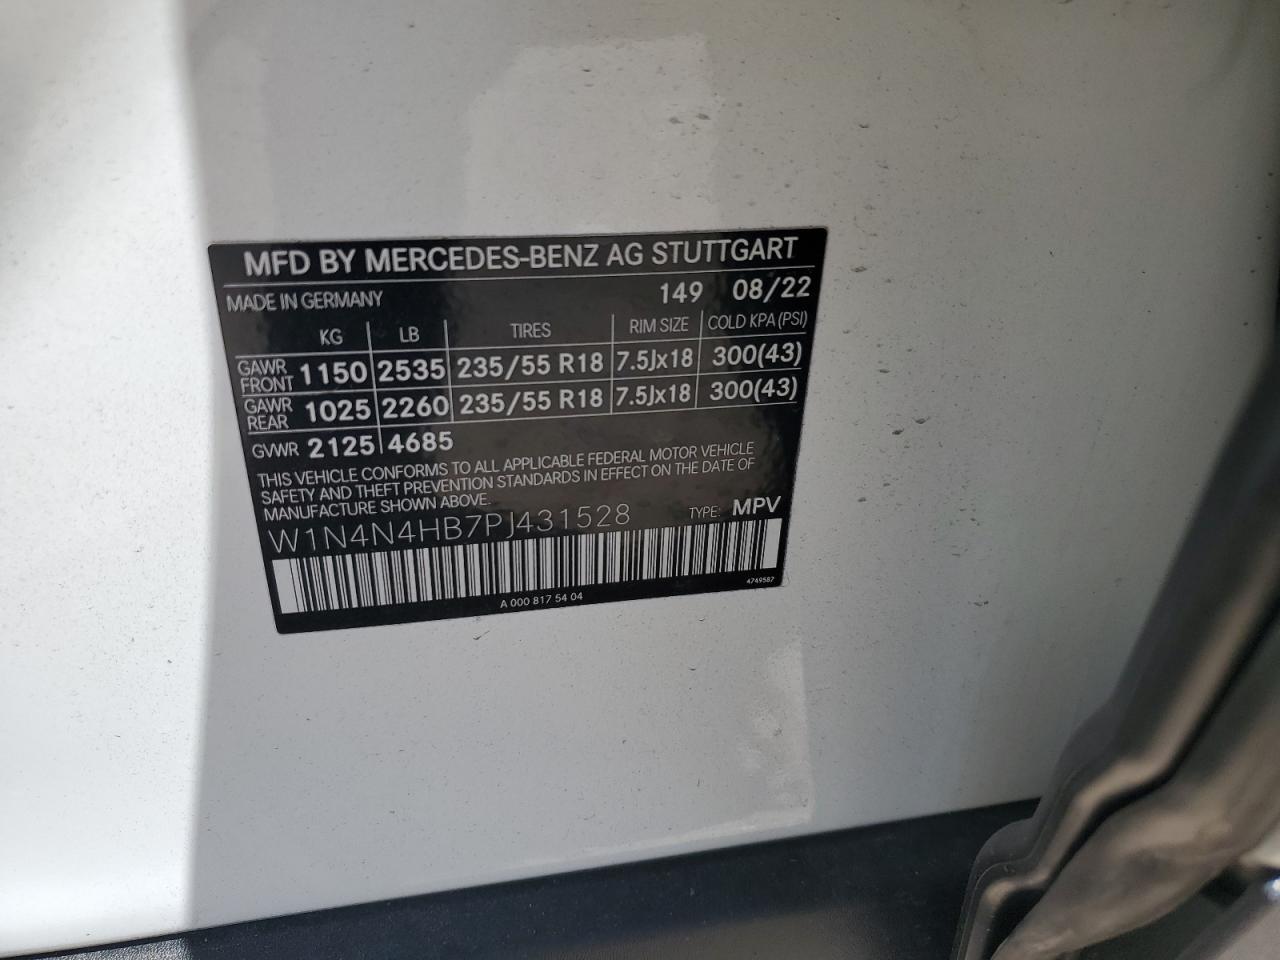 MFD BY MERCEDES-BENZ AG STUTTGART
MADE IN GERMANY 149 08/22
KG LB TIRES RIM SIZE COLD KPA (PSI)
GAWR FRONT 1150 2535 235/55 R18 7.5Jx18 300(43)
GAWR REAR 1025 2260 235/55 R18 7.5Jx18 300(43)
GVWR 2125 4685
THIS VEHICLE CONFORMS TO ALL APPLICABLE FEDERAL MOTOR VEHICLE
SAFETY AND THEFT PREVENTION STANDARDS IN EFFECT ON THE DATE OF
MANUFACTURE SHOWN ABOVE.
W1N4N4HB7PJ431528 TYPE: MPV
4749587
A 000 817 54 04